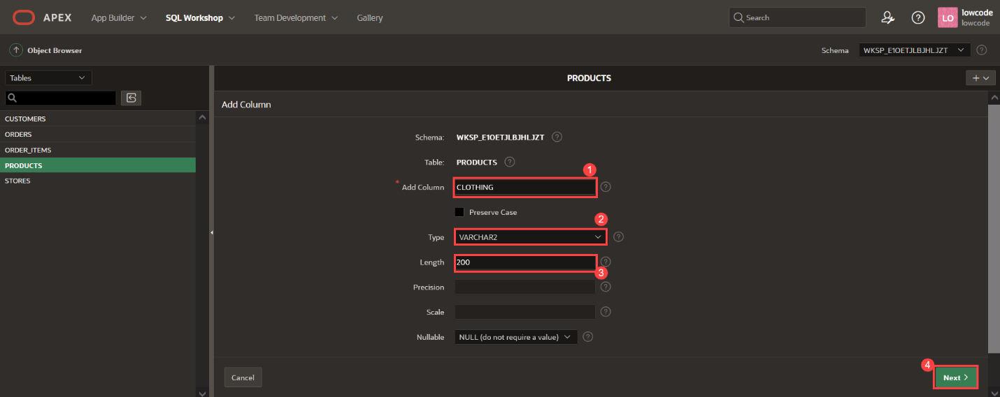 APEX App Builder SQL Workshop Team Development Gallery Search LO lowcode
lowcode
Object Browser Schema WKSP_E1OETJLBJHLJZT
Tables PRODUCTS
Add Column
CUSTOMERS
ORDERS
ORDER_ITEMS
PRODUCTS
STORES
Schema: WKSP_E1OETJLBJHLJZT
Table: PRODUCTS
1
* Add Column CLOTHING
Preserve Case
2
Type VARCHAR2
Length 200
3
Precision
Scale
Nullable NULL (do not require a value)
4
Cancel Next